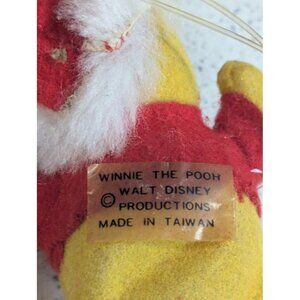 WINNIE THE POOH
© WALT DISNEY
PRODUCTIONS
MADE IN TAIWAN